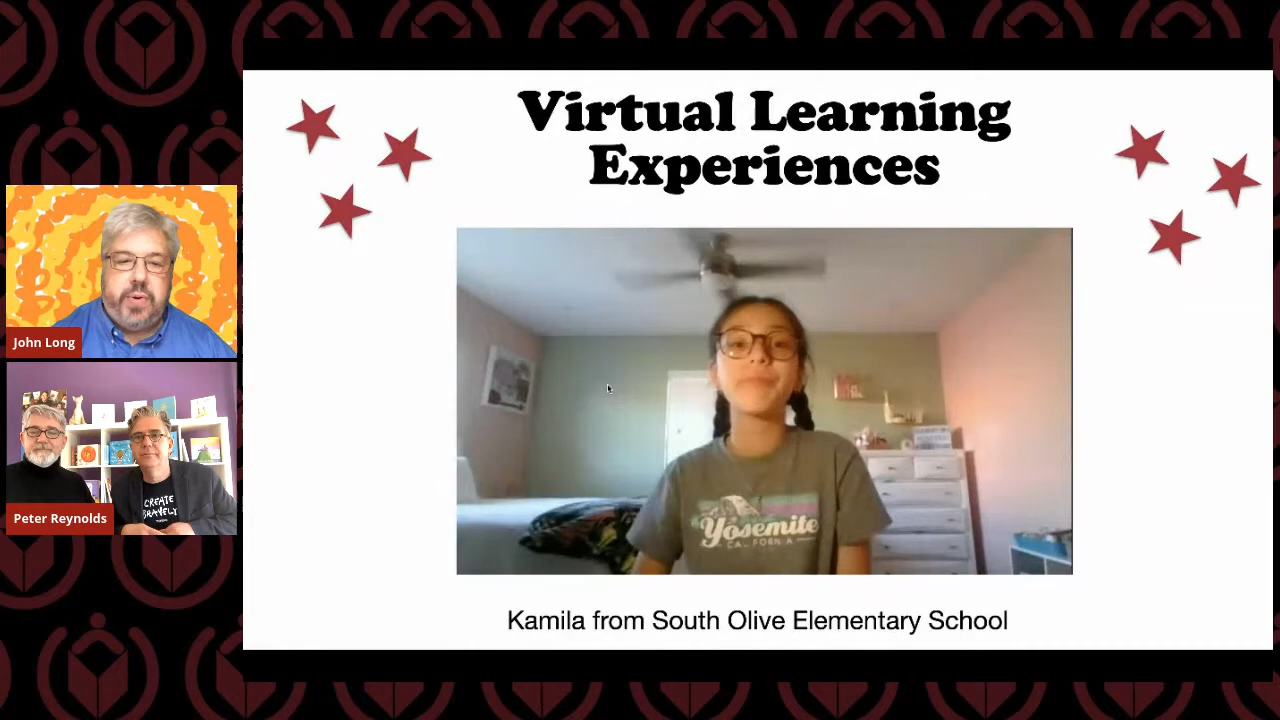 Virtual Learning
Experiences
John Long
CREATE
BRAVELY
Peter Reynolds
Yosemite
CALIFORNIA
Kamila from South Olive Elementary School